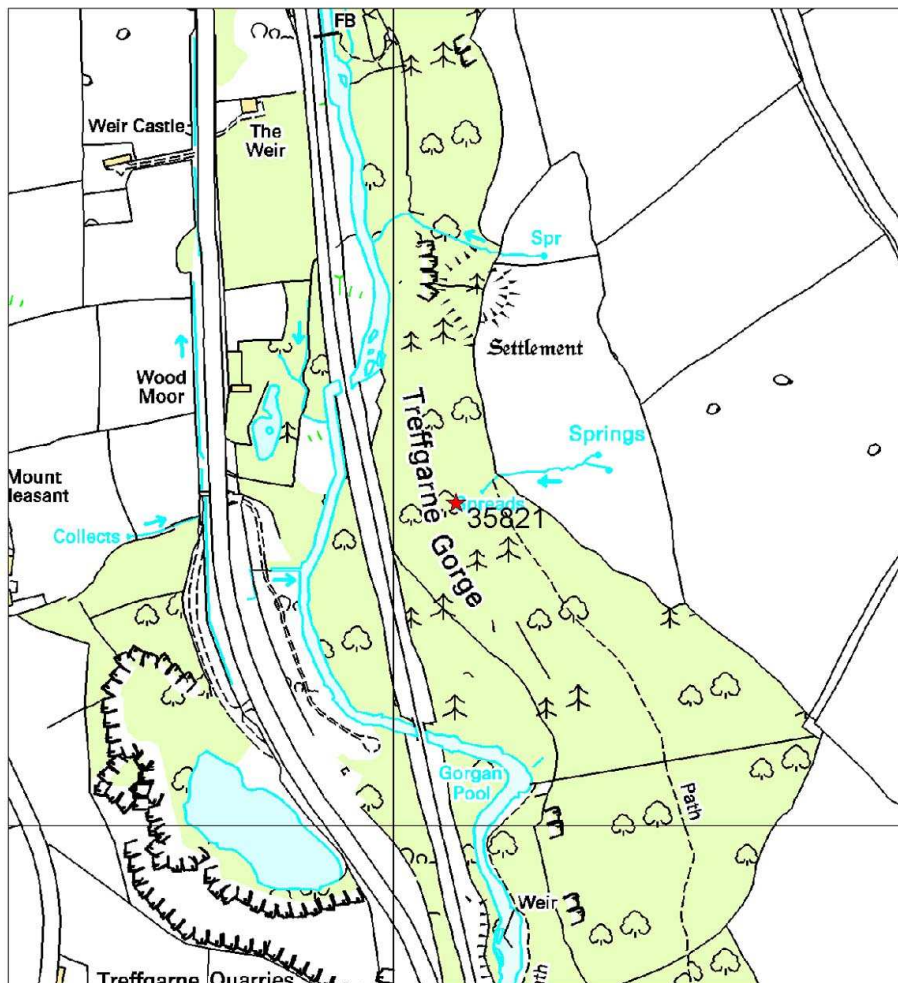 FB
Weir Castle
The
Weir
Spr
Settlement
Wood
Moor
Treffgarne Gorge
Springs
Mount
leasant
Spreads
35821
Collects
Gorgan
Pool
Path
Weir
th
Treffgarne Quarries